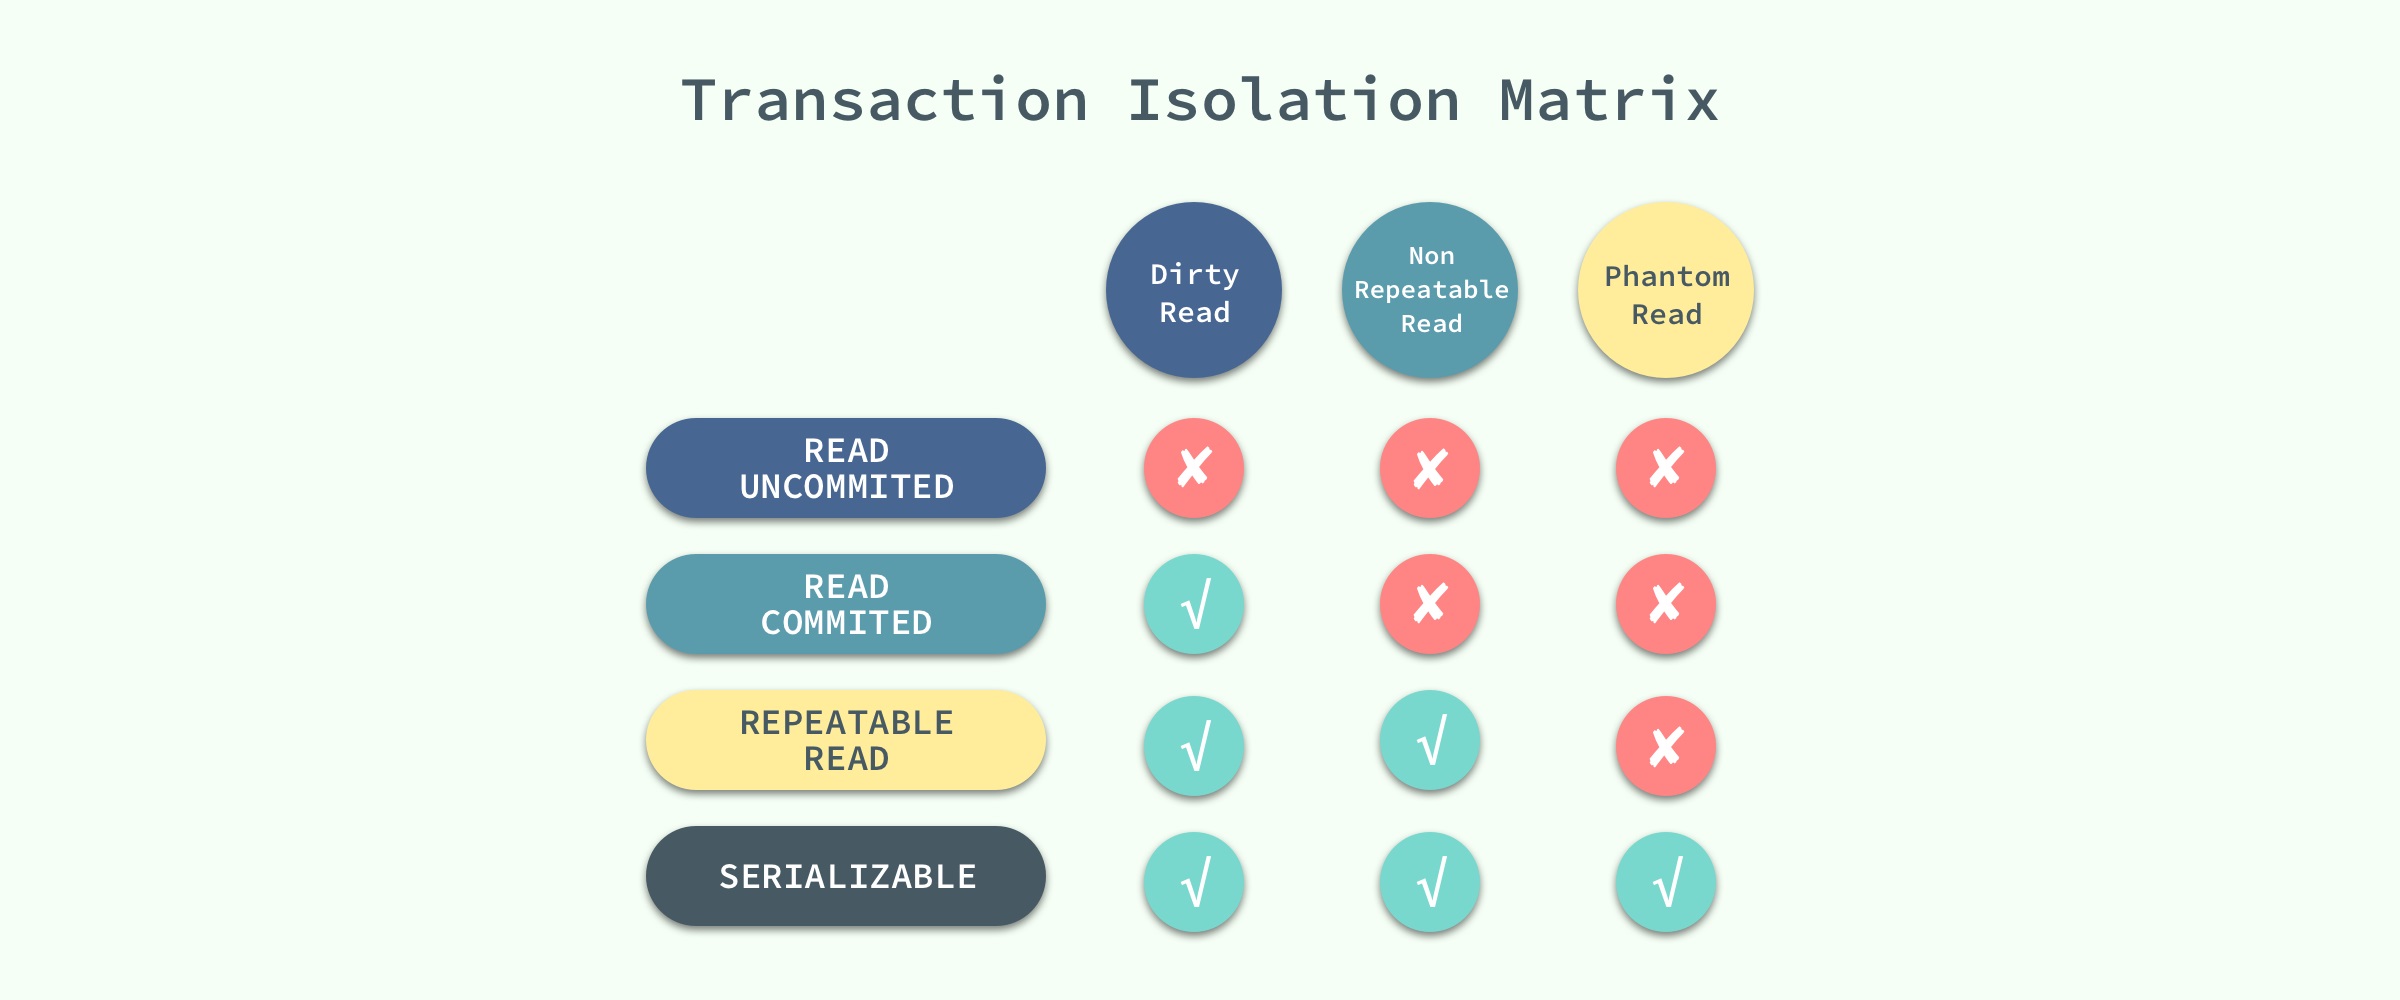 Transaction Isolation Matrix
Dirty
Read
Non
Repeatable
Read
Phantom
Read
READ
UNCOMMITED
✘ ✘ ✘
READ
COMMITED
√ ✘ ✘
REPEATABLE
READ
√ √ ✘
SERIALIZABLE
√ √ √